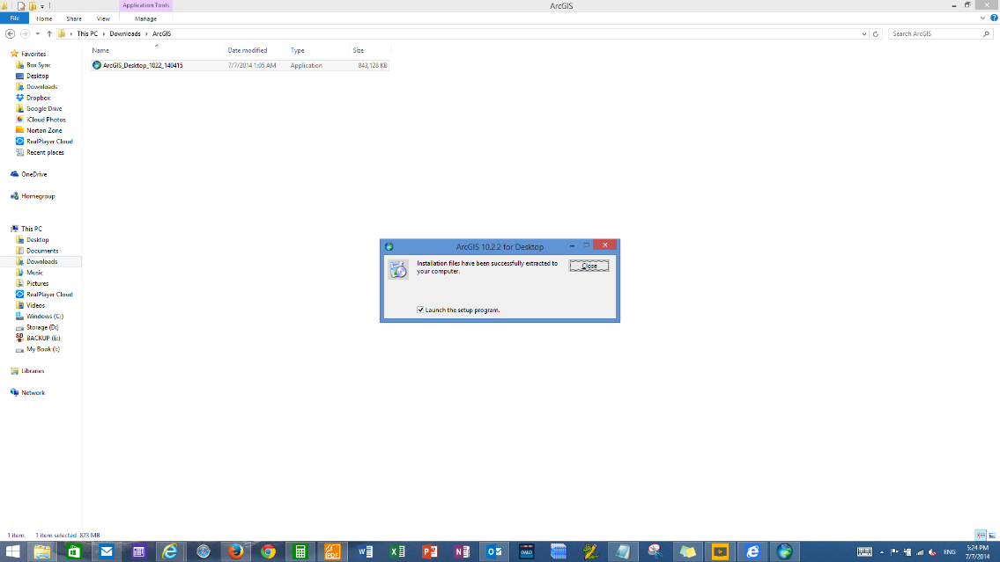 Application Tools
ArcGIS
File
Home
Share
View
Manage
This PC
Downloads
ArcGIS
Search ArcGIS
Name
Date modified
Type
Size
ArcGIS_Desktop_1022_140415
7/7/2014 1:05 AM
Application
843,128 KB
Favorites
Box Sync
Desktop
Downloads
Dropbox
Google Drive
iCloud Photos
Norton Zone
RealPlayer Cloud
Recent places
OneDrive
Homegroup
This PC
Desktop
Documents
Downloads
Music
Pictures
RealPlayer Cloud
Videos
Windows (C:)
Storage (D:)
BACKUP (E:)
My Book (I:)
Libraries
Network
ArcGIS 10.2.2 for Desktop
Installation files have been successfully extracted to
your computer.
Close
Launch the setup program.
1 item
1 item selected 823 MB
PDF
ENG
5:24 PM
7/7/2014